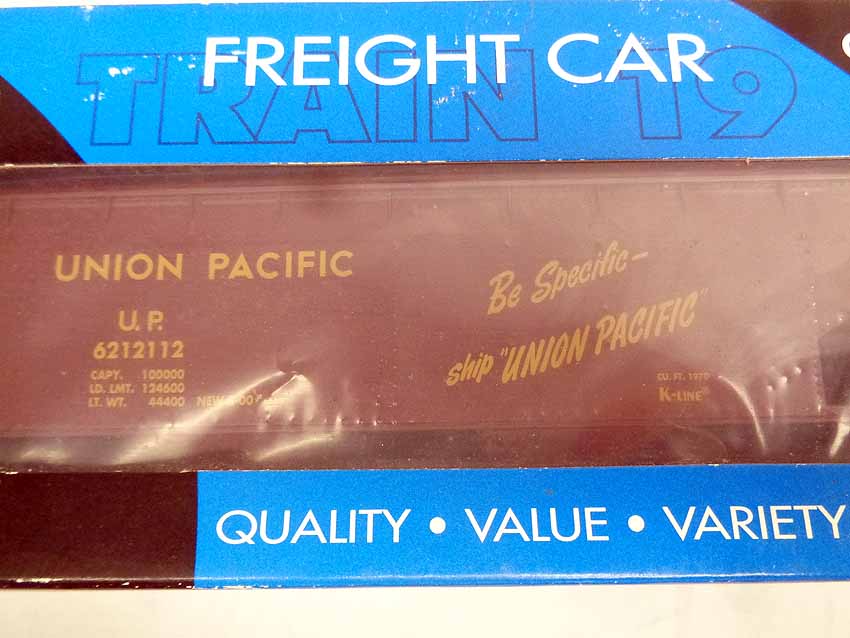 FREIGHT CAR
TRAIN 19
UNION PACIFIC
U.P.
6212112
CAPY. 100000
LD. LMT. 124600
LT. WT. 44400 NEW
Be Specific-
ship "UNION PACIFIC"
CU. FT. 1970
K-LINE®
QUALITY • VALUE • VARIETY